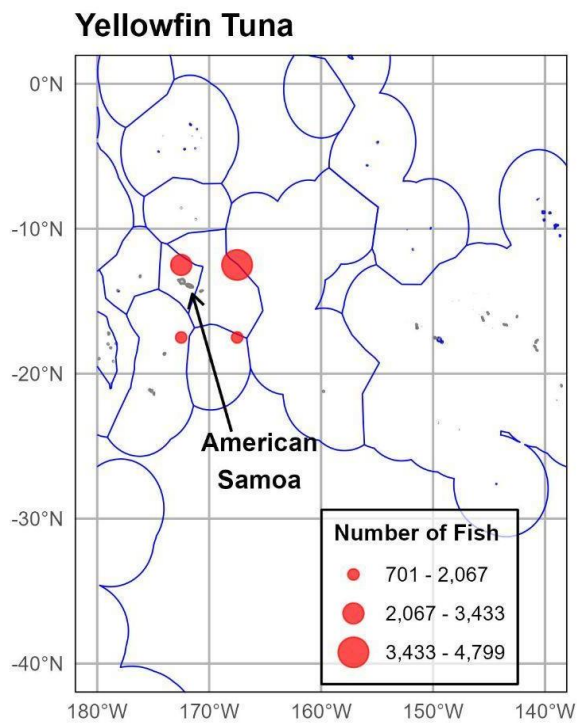 Yellowfin Tuna
0°N
-10°N
-20°N
-30°N
-40°N
American
Samoa
Number of Fish
701 - 2,067
2,067 - 3,433
3,433 - 4,799
180°W 170°W 160°W 150°W 140°W